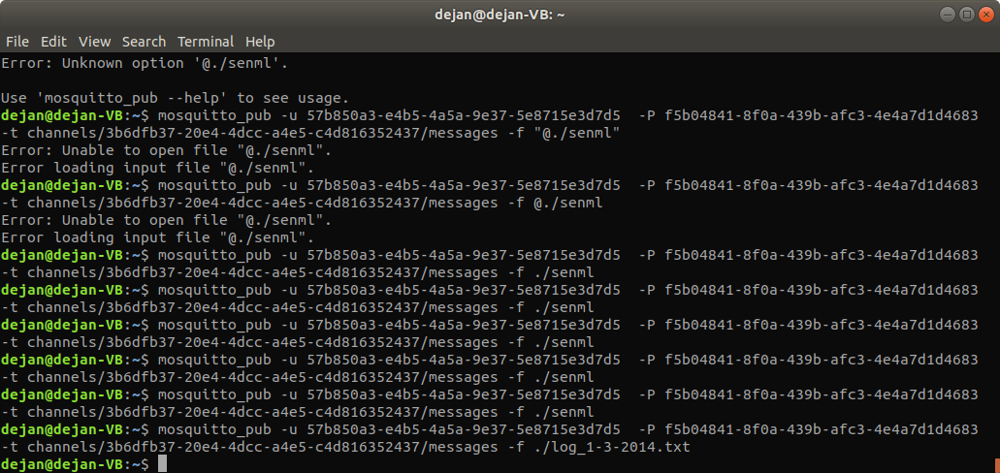 dejan@dejan-VB: ~
File Edit View Search Terminal Help
Error: Unknown option '@./senml'.
Use 'mosquitto_pub --help' to see usage.
dejan@dejan-VB:~$ mosquitto_pub -u 57b850a3-e4b5-4a5a-9e37-5e8715e3d7d5  -P f5b04841-8f0a-439b-afc3-4e4a7d1d4683
-t channels/3b6dfb37-20e4-4dcc-a4e5-c4d816352437/messages -f "@./senml"
Error: Unable to open file "@./senml".
Error loading input file "@./senml".
dejan@dejan-VB:~$ mosquitto_pub -u 57b850a3-e4b5-4a5a-9e37-5e8715e3d7d5  -P f5b04841-8f0a-439b-afc3-4e4a7d1d4683
-t channels/3b6dfb37-20e4-4dcc-a4e5-c4d816352437/messages -f @./senml
Error: Unable to open file "@./senml".
Error loading input file "@./senml".
dejan@dejan-VB:~$ mosquitto_pub -u 57b850a3-e4b5-4a5a-9e37-5e8715e3d7d5  -P f5b04841-8f0a-439b-afc3-4e4a7d1d4683
-t channels/3b6dfb37-20e4-4dcc-a4e5-c4d816352437/messages -f ./senml
dejan@dejan-VB:~$ mosquitto_pub -u 57b850a3-e4b5-4a5a-9e37-5e8715e3d7d5  -P f5b04841-8f0a-439b-afc3-4e4a7d1d4683
-t channels/3b6dfb37-20e4-4dcc-a4e5-c4d816352437/messages -f ./senml
dejan@dejan-VB:~$ mosquitto_pub -u 57b850a3-e4b5-4a5a-9e37-5e8715e3d7d5  -P f5b04841-8f0a-439b-afc3-4e4a7d1d4683
-t channels/3b6dfb37-20e4-4dcc-a4e5-c4d816352437/messages -f ./senml
dejan@dejan-VB:~$ mosquitto_pub -u 57b850a3-e4b5-4a5a-9e37-5e8715e3d7d5  -P f5b04841-8f0a-439b-afc3-4e4a7d1d4683
-t channels/3b6dfb37-20e4-4dcc-a4e5-c4d816352437/messages -f ./senml
dejan@dejan-VB:~$ mosquitto_pub -u 57b850a3-e4b5-4a5a-9e37-5e8715e3d7d5  -P f5b04841-8f0a-439b-afc3-4e4a7d1d4683
-t channels/3b6dfb37-20e4-4dcc-a4e5-c4d816352437/messages -f ./senml
dejan@dejan-VB:~$ mosquitto_pub -u 57b850a3-e4b5-4a5a-9e37-5e8715e3d7d5  -P f5b04841-8f0a-439b-afc3-4e4a7d1d4683
-t channels/3b6dfb37-20e4-4dcc-a4e5-c4d816352437/messages -f ./log_1-3-2014.txt
dejan@dejan-VB:~$